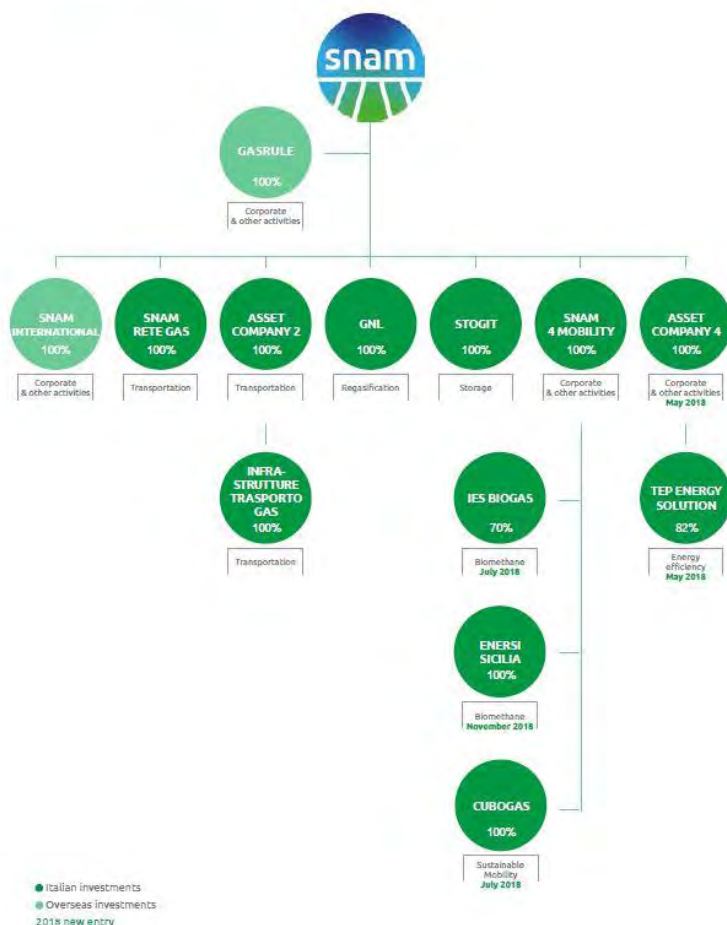 snam
GASRULE
100%
Corporate
& other activities
SNAM
INTERNATIONAL
100%
Corporate
& other activities
SNAM
RETE GAS
100%
Transportation
ASSET
COMPANY 2
100%
Transportation
GNL
100%
Regasification
STOGIT
100%
Storage
SNAM
4 MOBILITY
100%
Corporate
& other activities
ASSET
COMPANY 4
100%
Corporate
& other activities
May 2018
INFRA-
STRUTTURE
TRASPORTO
GAS
100%
Transportation
IES BIOGAS
70%
Biomethane
July 2018
TEP ENERGY
SOLUTION
82%
Energy
efficiency
May 2018
ENERSI
SICILIA
100%
Biomethane
November 2018
CUBOGAS
100%
Sustainable
Mobility
July 2018
Italian investments
Overseas investments
2018 new entry